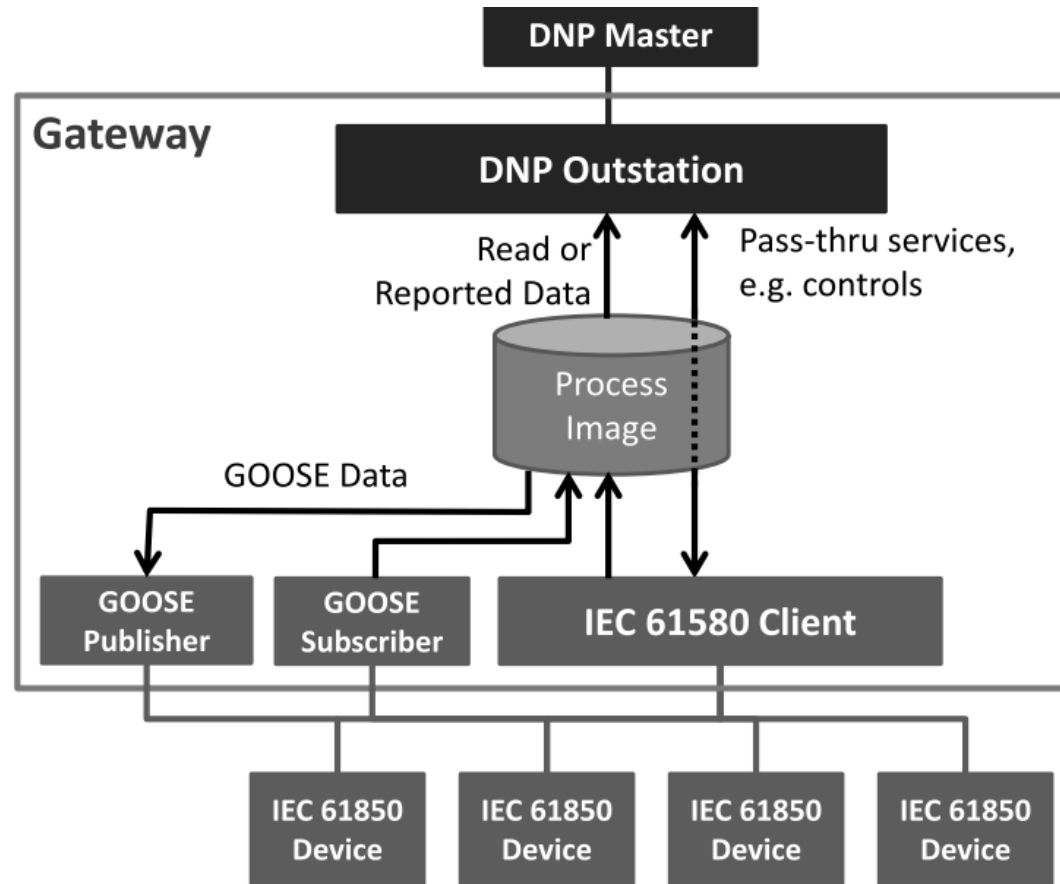 DNP Master
Gateway
DNP Outstation
Read or
Reported Data
Pass-thru services,
e.g. controls
Process
Image
GOOSE Data
GOOSE
Publisher
GOOSE
Subscriber
IEC 61580 Client
IEC 61850
Device
IEC 61850
Device
IEC 61850
Device
IEC 61850
Device